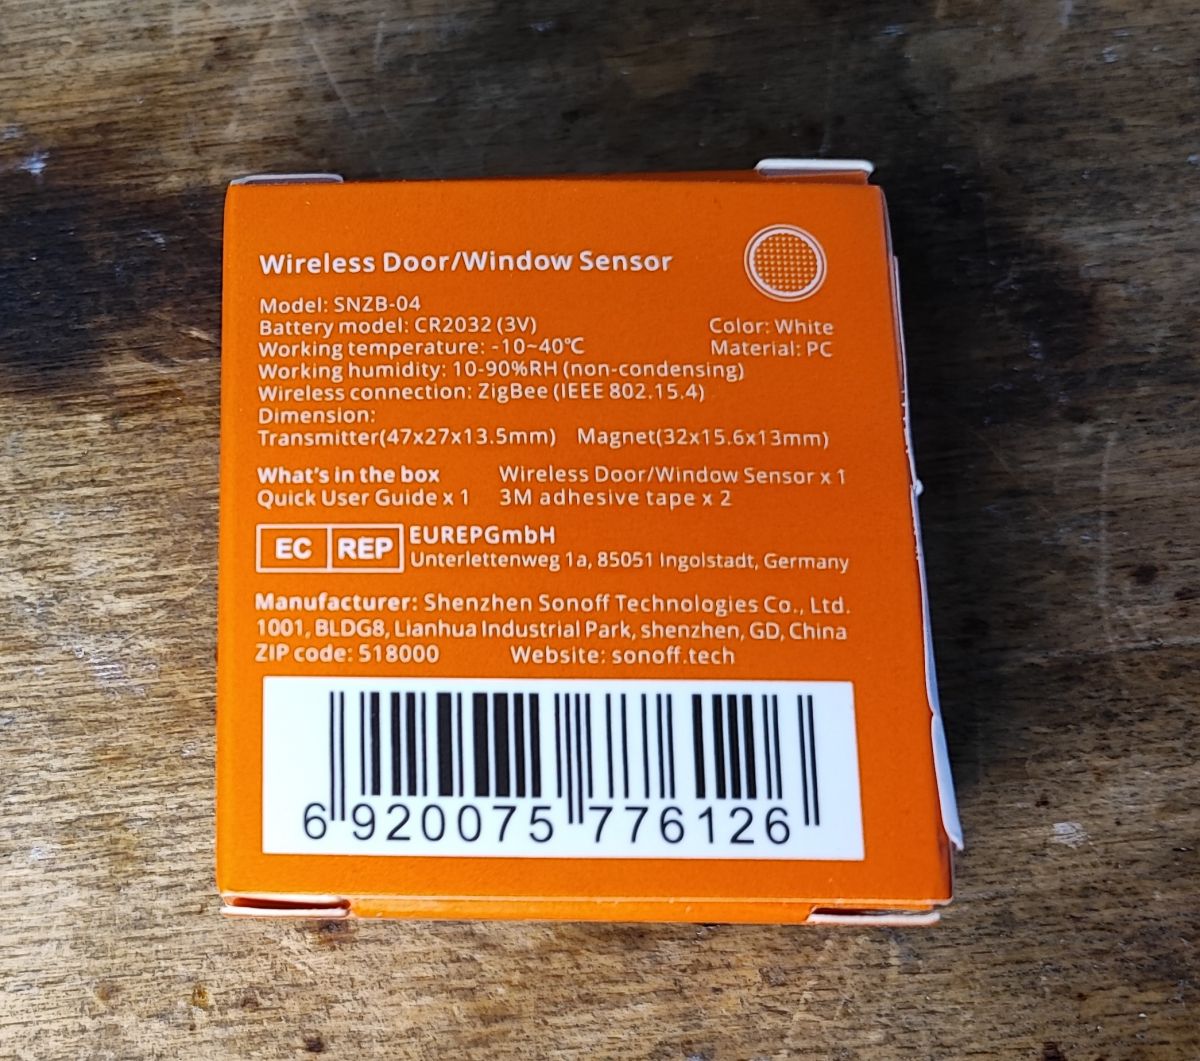 Wireless Door/Window Sensor
Model: SNZB-04
Battery model: CR2032 (3V) Color: White
Working temperature: -10~40℃ Material: PC
Working humidity: 10-90%RH (non-condensing)
Wireless connection: ZigBee (IEEE 802.15.4)
Dimension:
Transmitter(47x27x13.5mm) Magnet(32x15.6x13mm)
What's in the box Wireless Door/Window Sensor x 1
Quick User Guide x 1 3M adhesive tape x 2
EC REP EUREPGmbH
Unterlettenweg 1a, 85051 Ingolstadt, Germany
Manufacturer: Shenzhen Sonoff Technologies Co., Ltd.
1001, BLDG8, Lianhua Industrial Park, shenzhen, GD, China
ZIP code: 518000 Website: sonoff.tech
6 920075 776126